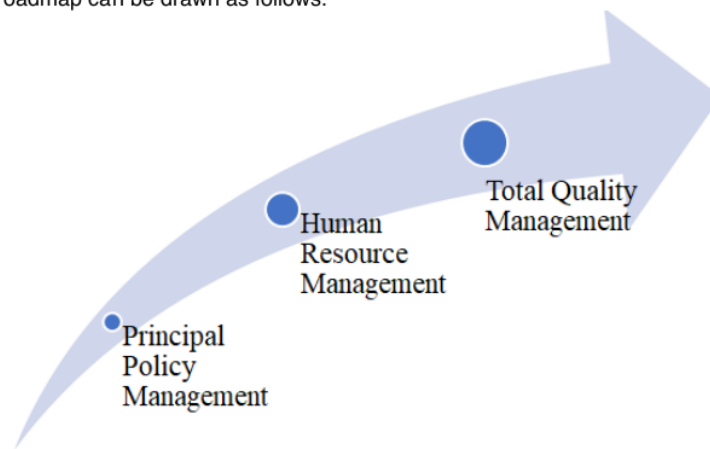 oadmap can be drawn as follows:
Total Quality
Management
Human
Resource
Management
Principal
Policy
Management